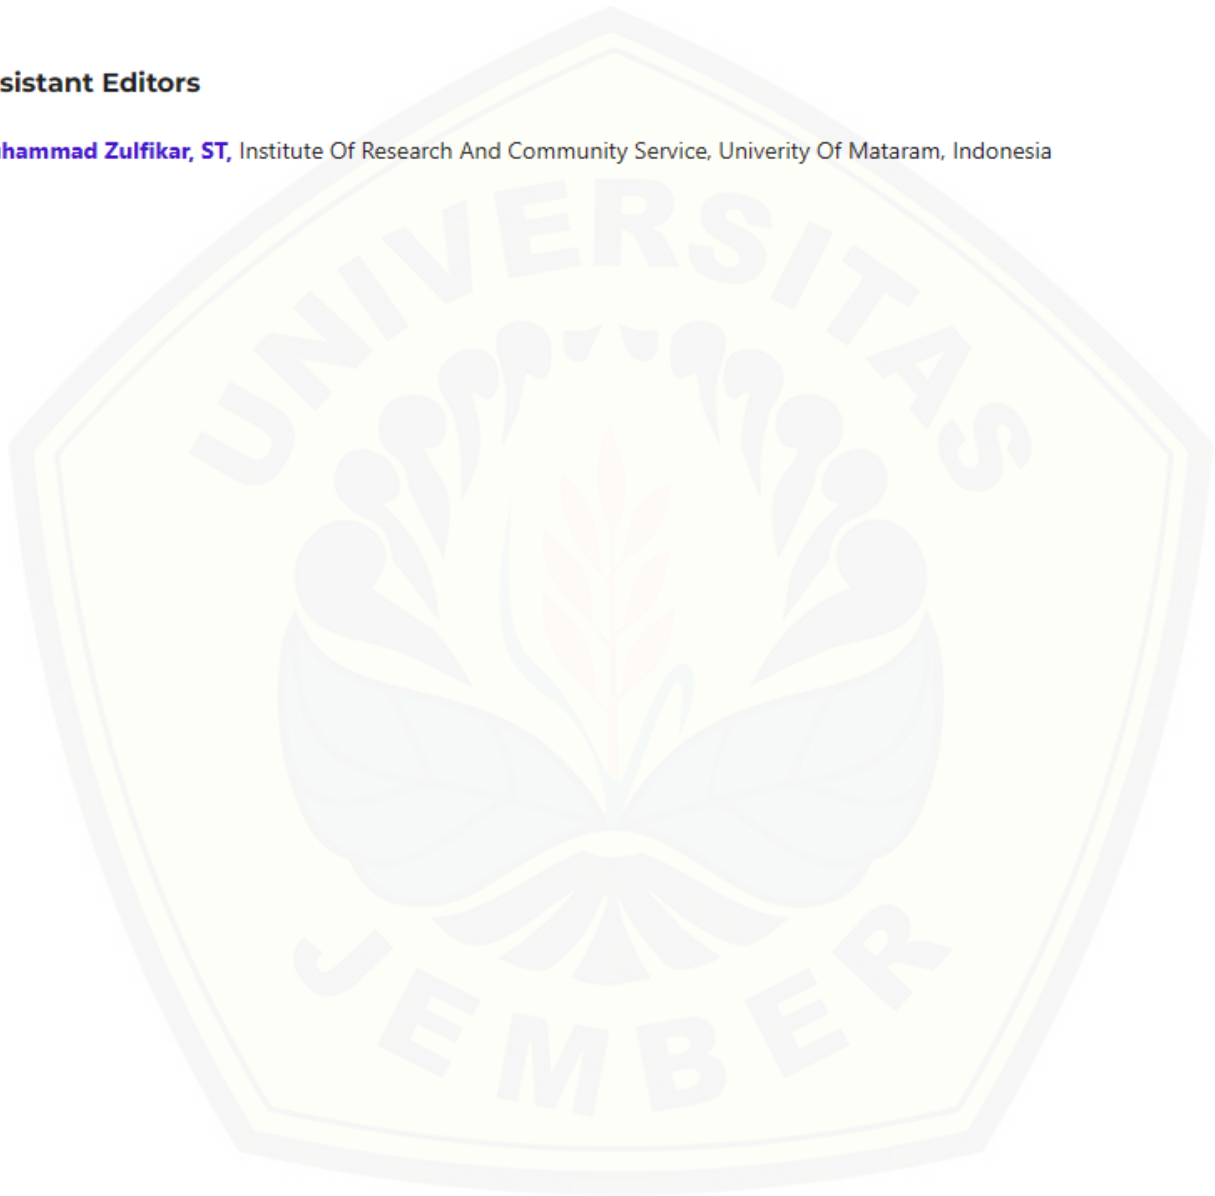 sistant Editors
hammad Zulfikar, ST, Institute Of Research And Community Service, Univerity Of Mataram, Indonesia
UNIVERSITAS
JEMBER